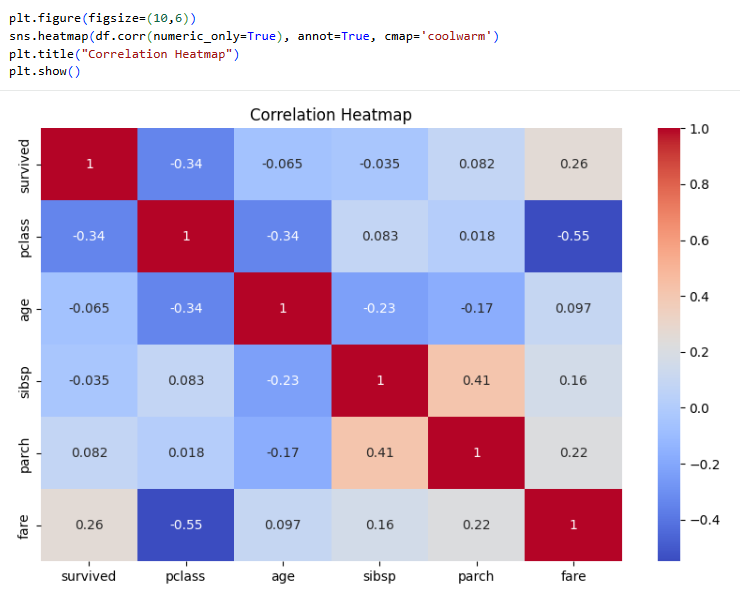 plt.figure(figsize=(10,6))
sns.heatmap(df.corr(numeric_only=True), annot=True, cmap='coolwarm')
plt.title("Correlation Heatmap")
plt.show()
Correlation Heatmap
survived 1 -0.34 -0.065 -0.035 0.082 0.26
pclass -0.34 1 -0.34 0.083 0.018 -0.55
age -0.065 -0.34 1 -0.23 -0.17 0.097
sibsp -0.035 0.083 -0.23 1 0.41 0.16
parch 0.082 0.018 -0.17 0.41 1 0.22
fare 0.26 -0.55 0.097 0.16 0.22 1
survived pclass age sibsp parch fare
1.0
0.8
0.6
0.4
0.2
0.0
−0.2
−0.4